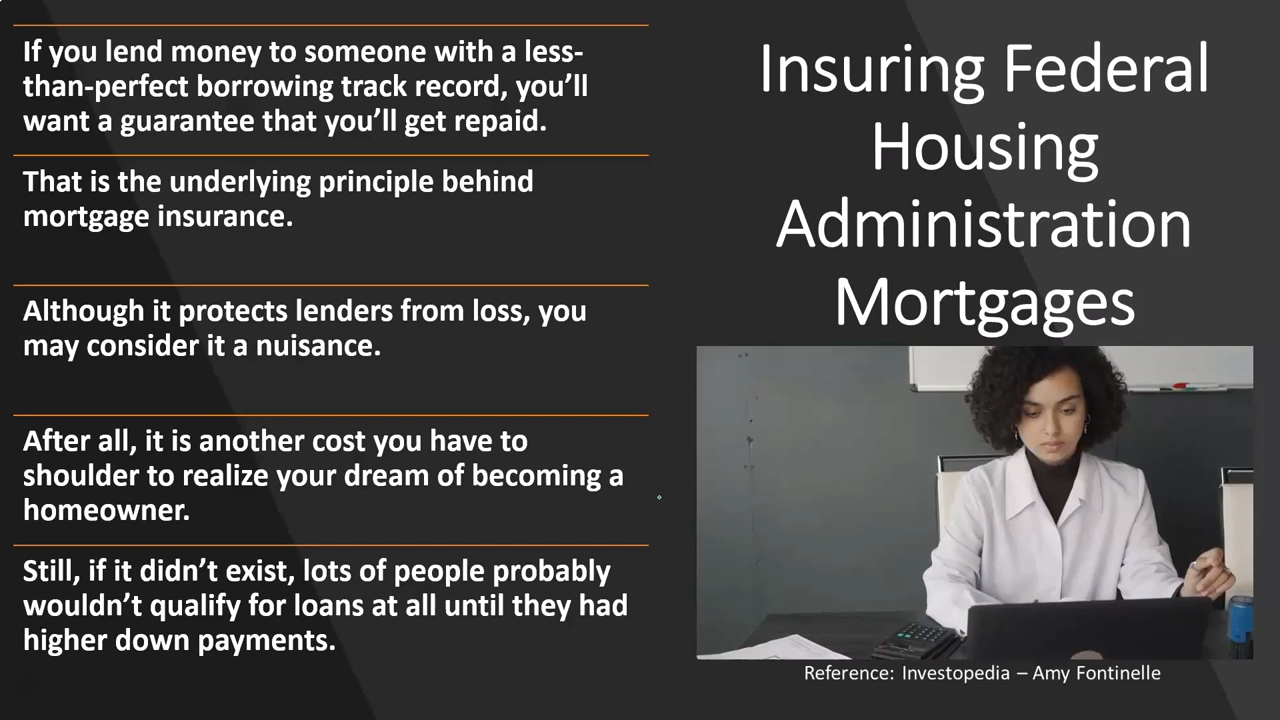 Insuring Federal
Housing
Administration
Mortgages
If you lend money to someone with a less-
than-perfect borrowing track record, you’ll
want a guarantee that you’ll get repaid.
That is the underlying principle behind
mortgage insurance.
Although it protects lenders from loss, you
may consider it a nuisance.
After all, it is another cost you have to
shoulder to realize your dream of becoming a
homeowner.
Still, if it didn’t exist, lots of people probably
wouldn’t qualify for loans at all until they had
higher down payments.
Reference: Investopedia – Amy Fontinelle